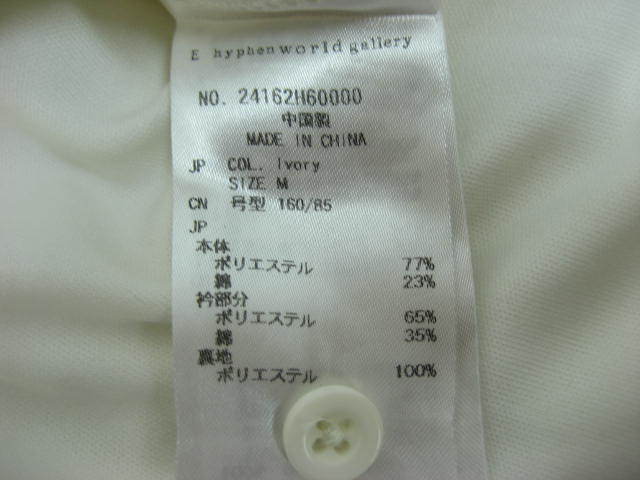 E hyphen world gallery
NO. 24162H60000
中国製
MADE IN CHINA
JP COL. Ivory
SIZE M
CN 号型 160/85
JP
本体
ポリエステル 77%
綿 23%
衿部分
ポリエステル 65%
綿 35%
裏地
ポリエステル 100%